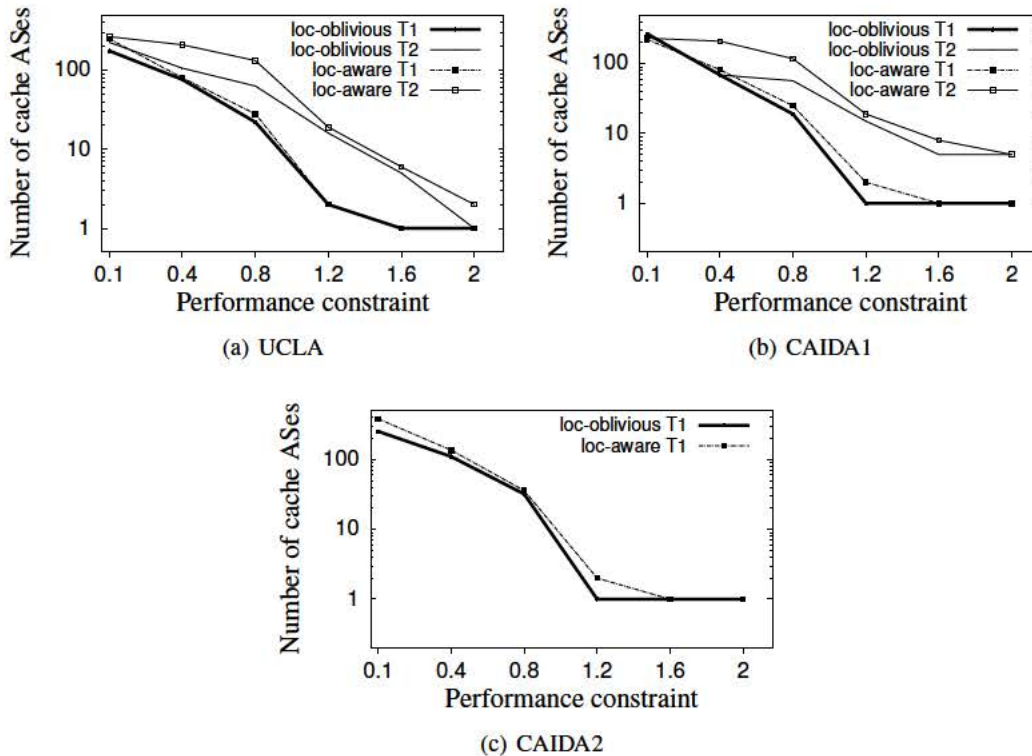 Number of cache ASes
100
10
1
loc-oblivious T1
loc-oblivious T2
loc-aware T1
loc-aware T2
0.1 0.4 0.8 1.2 1.6 2
Performance constraint
(a) UCLA
Number of cache ASes
100
10
1
loc-oblivious T1
loc-oblivious T2
loc-aware T1
loc-aware T2
0.1 0.4 0.8 1.2 1.6 2
Performance constraint
(b) CAIDA1
Number of cache ASes
100
10
1
loc-oblivious T1
loc-aware T1
0.1 0.4 0.8 1.2 1.6 2
Performance constraint
(c) CAIDA2